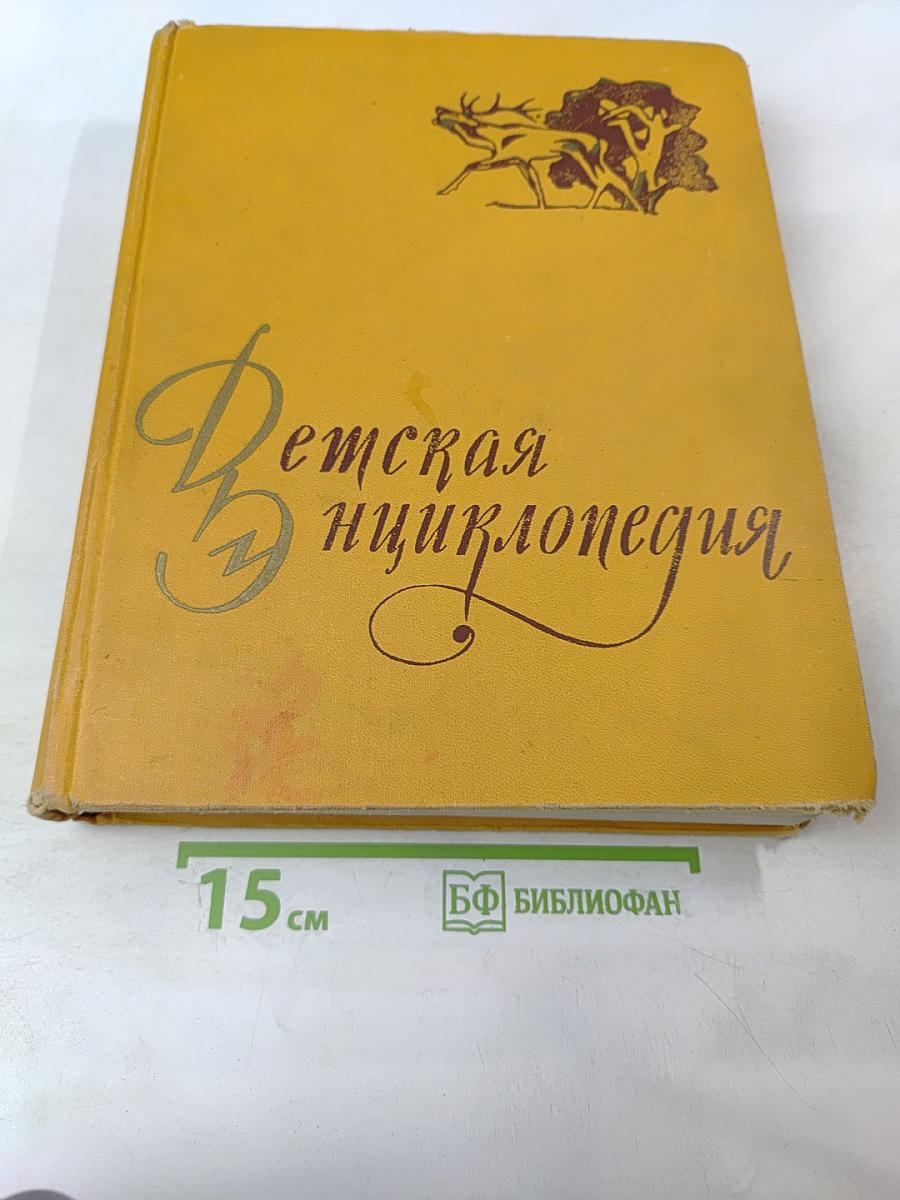 Детская
Энциклопедия
15 см
БФ БИБЛИОФАН